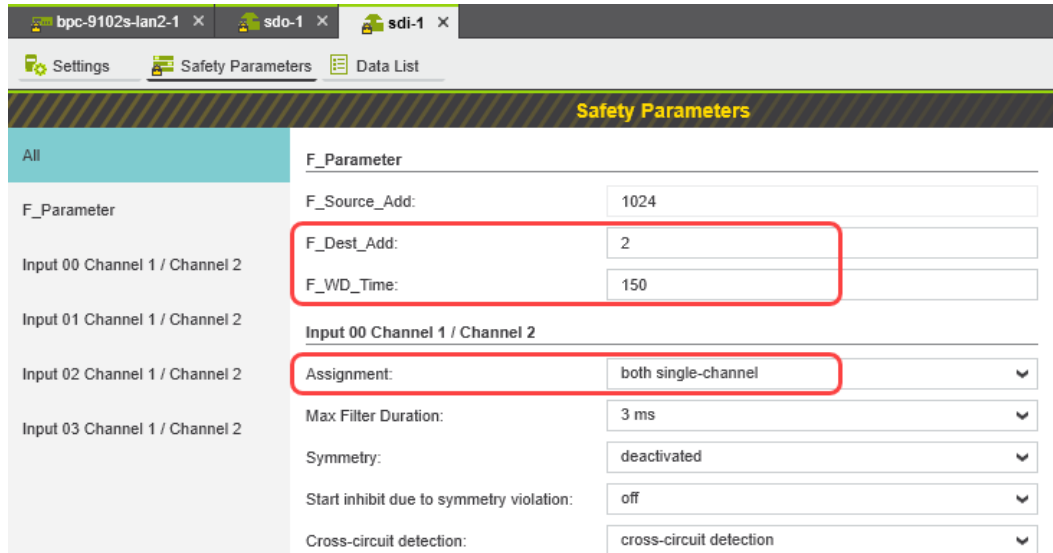 bpc-9102s-lan2-1 × sdo-1 × sdi-1 ×
Settings Safety Parameters Data List
Safety Parameters
All
F_Parameter
Input 00 Channel 1 / Channel 2
Input 01 Channel 1 / Channel 2
Input 02 Channel 1 / Channel 2
Input 03 Channel 1 / Channel 2
F_Parameter
F_Source_Add: 1024
F_Dest_Add: 2
F_WD_Time: 150
Input 00 Channel 1 / Channel 2
Assignment: both single-channel
Max Filter Duration: 3 ms
Symmetry: deactivated
Start inhibit due to symmetry violation: off
Cross-circuit detection: cross-circuit detection